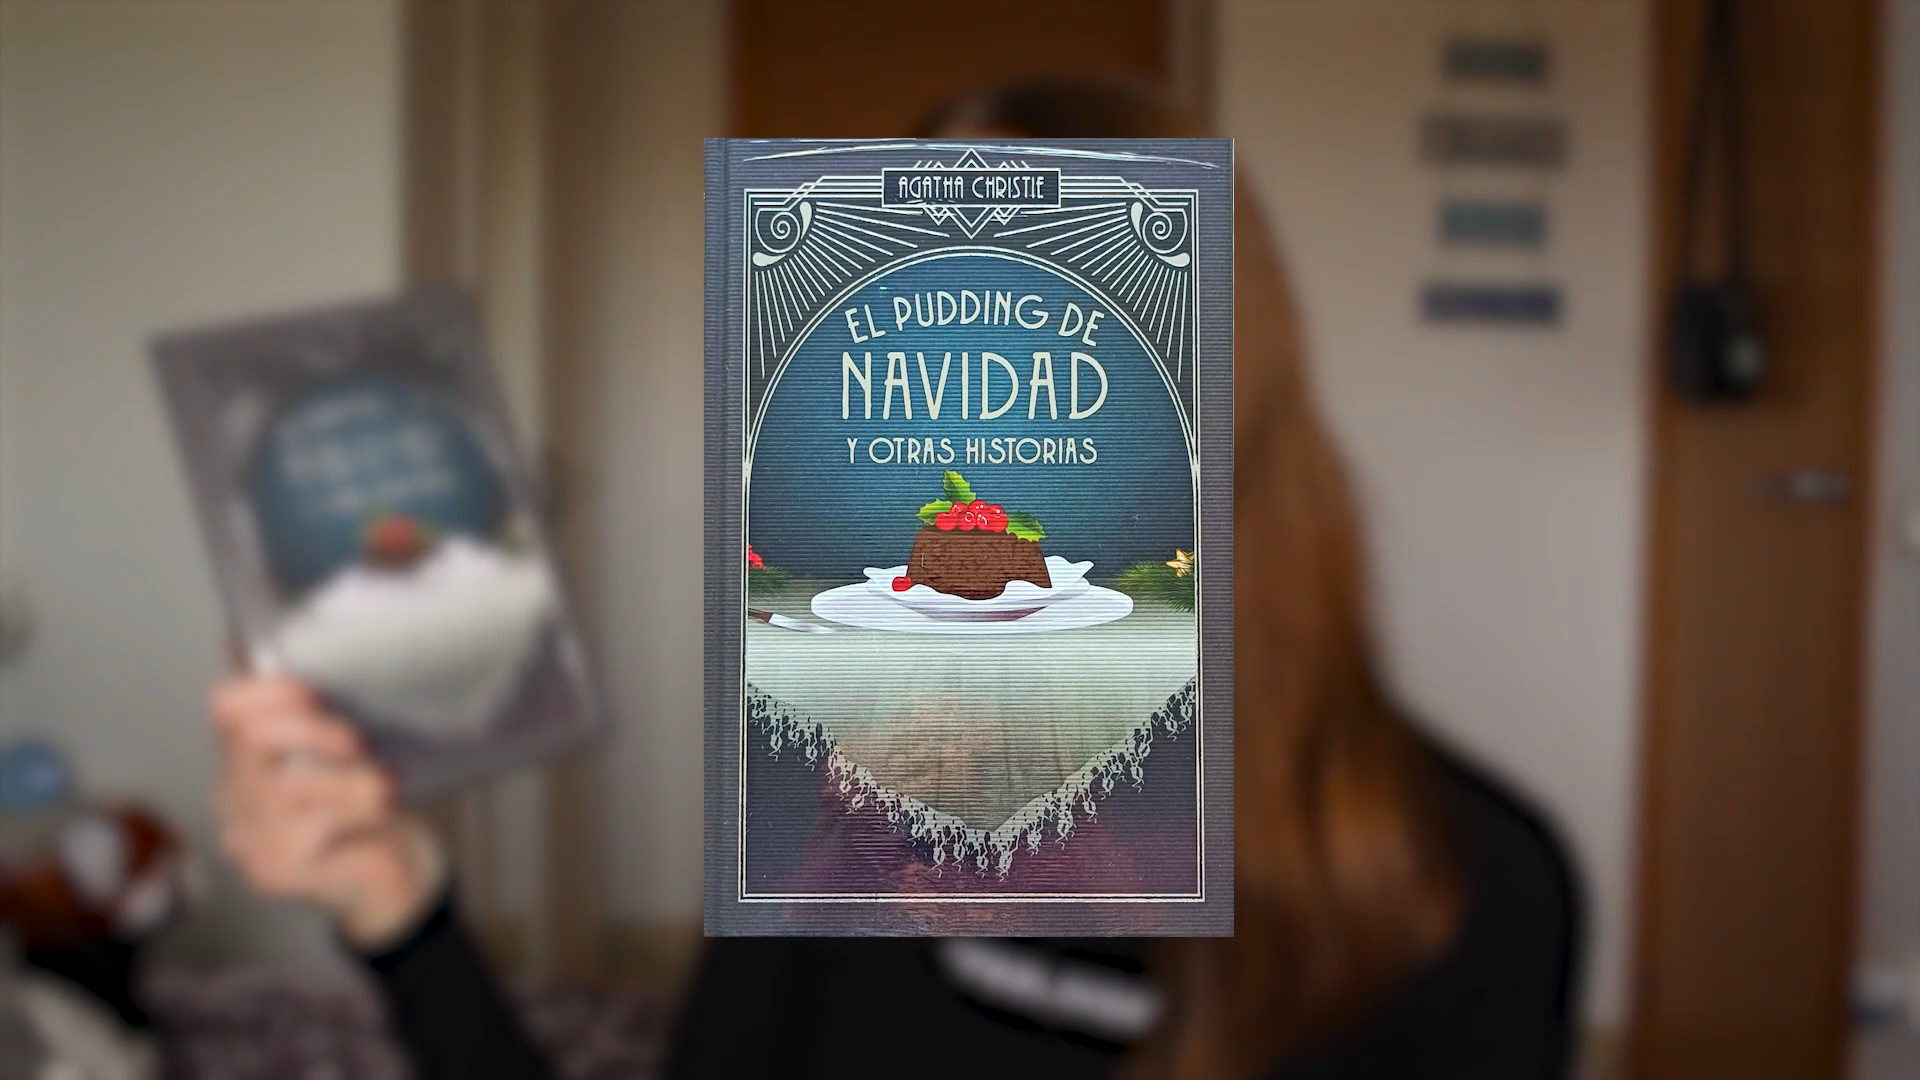 AGATHA CHRISTIE
EL PUDDING DE
NAVIDAD
Y OTRAS HISTORIAS